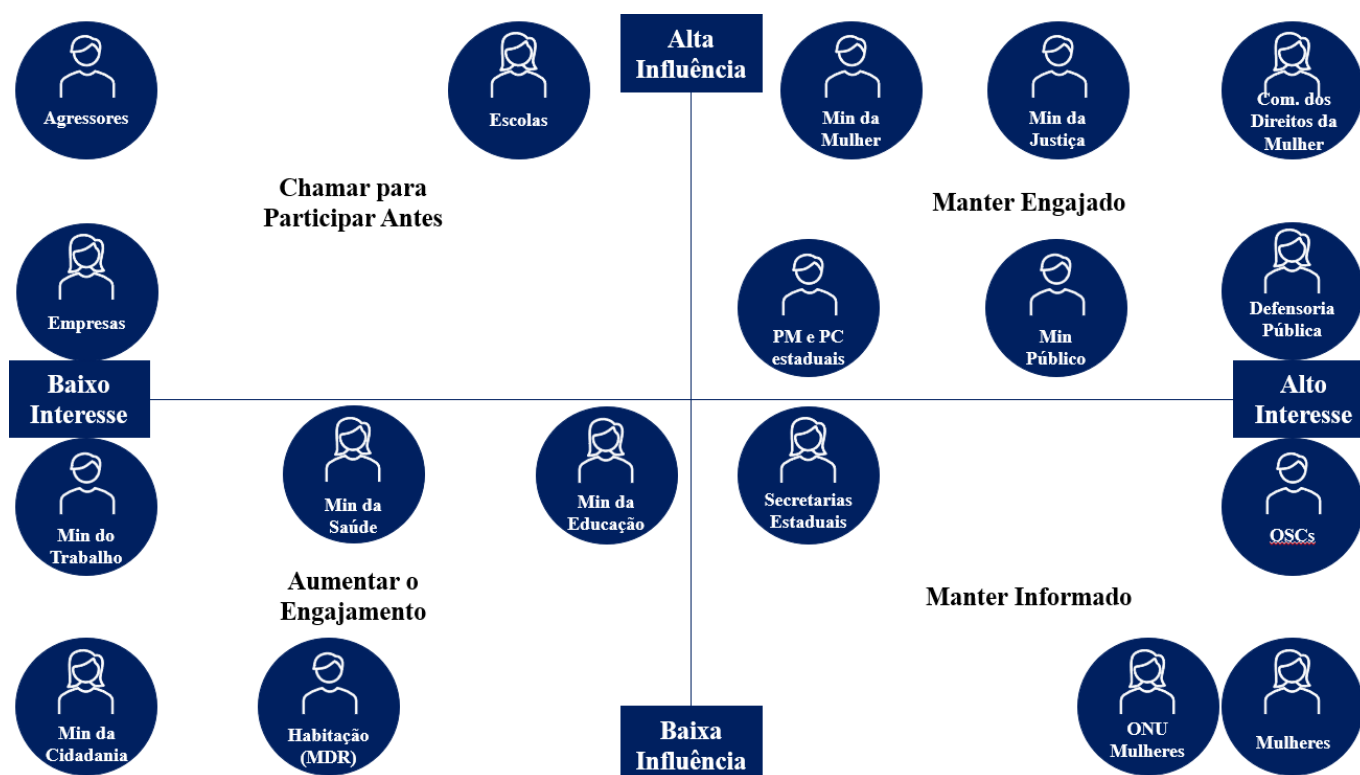 Alta
Influência
Agressores
Escolas
Min da
Mulher
Min da
Justiça
Com. dos
Direitos da
Mulher
Chamar para
Participar Antes
Manter Engajado
Empresas
PM e PC
estaduais
Min
Público
Defensoria
Pública
Baixo
Interesse
Alto
Interesse
Min do
Trabalho
Min da
Saúde
Min da
Educação
Secretarias
Estaduais
OSCs
Aumentar o
Engajamento
Manter Informado
Min da
Cidadania
Habitação
(MDR)
Baixa
Influência
ONU
Mulheres
Mulheres